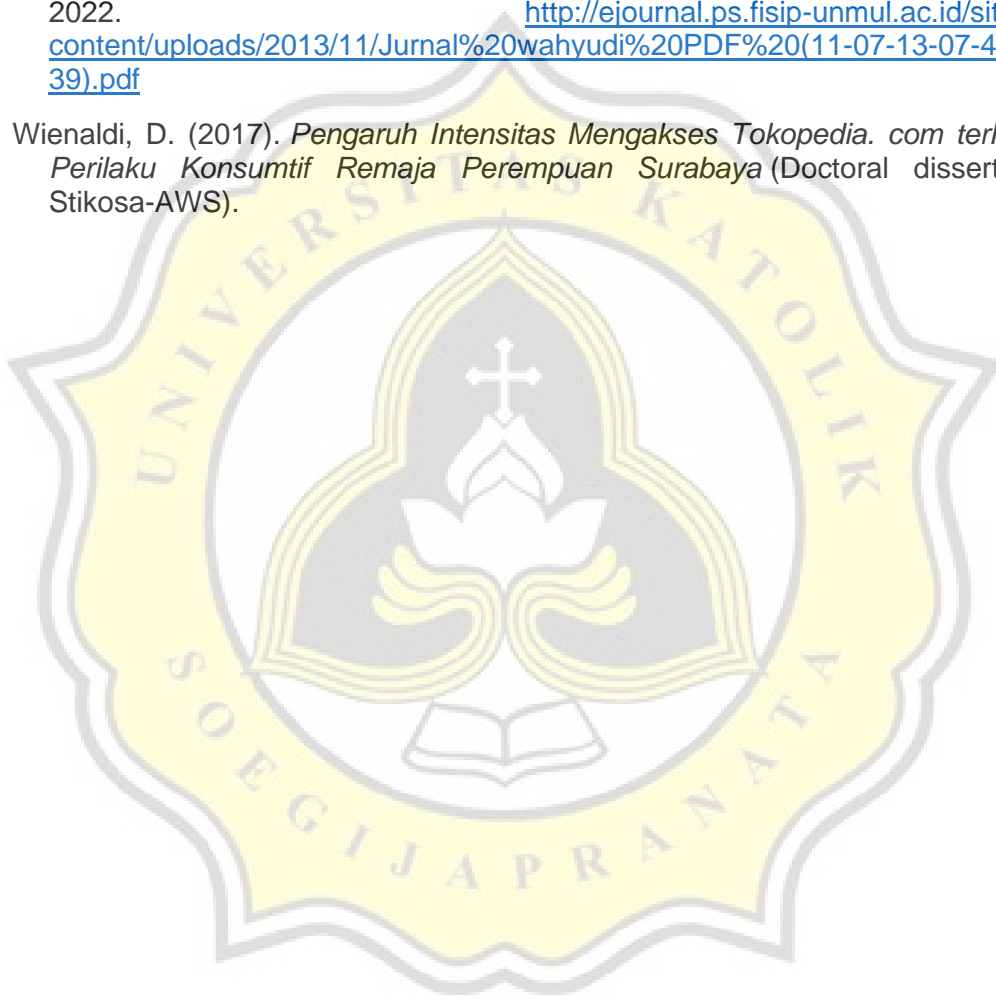 2022. http://ejournal.ps.fisip-unmul.ac.id/sit
content/uploads/2013/11/Jurnal%20wahyudi%20PDF%20(11-07-13-07-4
39).pdf
Wienaldi, D. (2017). Pengaruh Intensitas Mengakses Tokopedia. com terh
Perilaku Konsumtif Remaja Perempuan Surabaya (Doctoral dissert
Stikosa-AWS).
UNIVERSITAS KATOLIK
SOEGIJAPRANATA